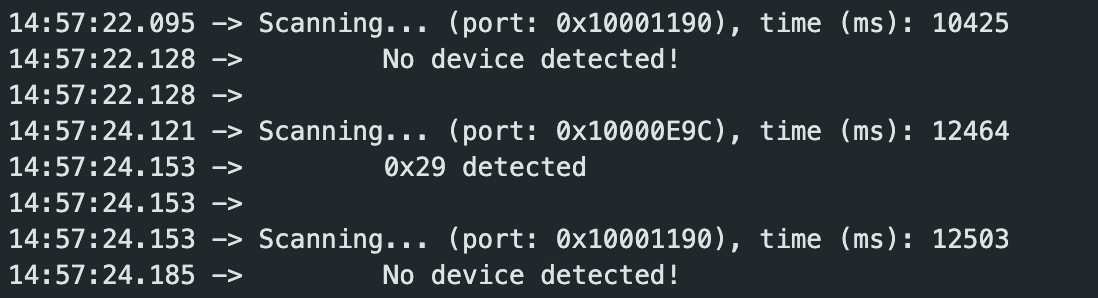 14:57:22.095 -> Scanning... (port: 0x10001190), time (ms): 10425
14:57:22.128 ->        No device detected!
14:57:22.128 ->
14:57:24.121 -> Scanning... (port: 0x10000E9C), time (ms): 12464
14:57:24.153 ->        0x29 detected
14:57:24.153 ->
14:57:24.153 -> Scanning... (port: 0x10001190), time (ms): 12503
14:57:24.185 ->        No device detected!